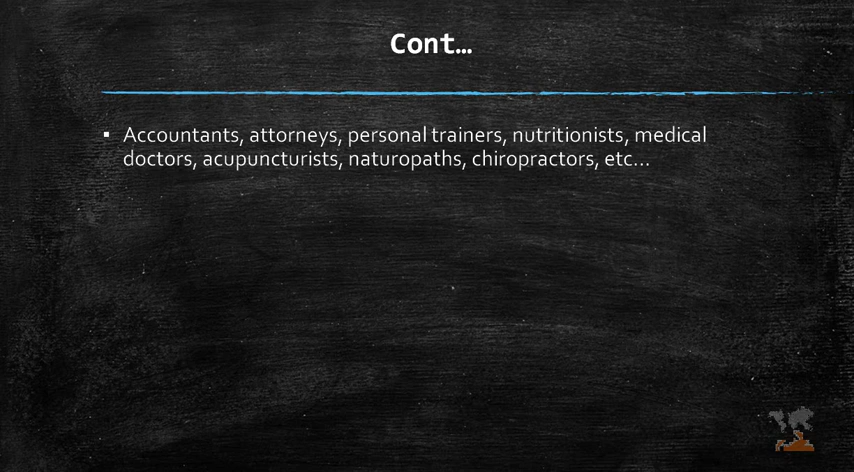 Cont…
▪ Accountants, attorneys, personal trainers, nutritionists, medical
doctors, acupuncturists, naturopaths, chiropractors, etc…